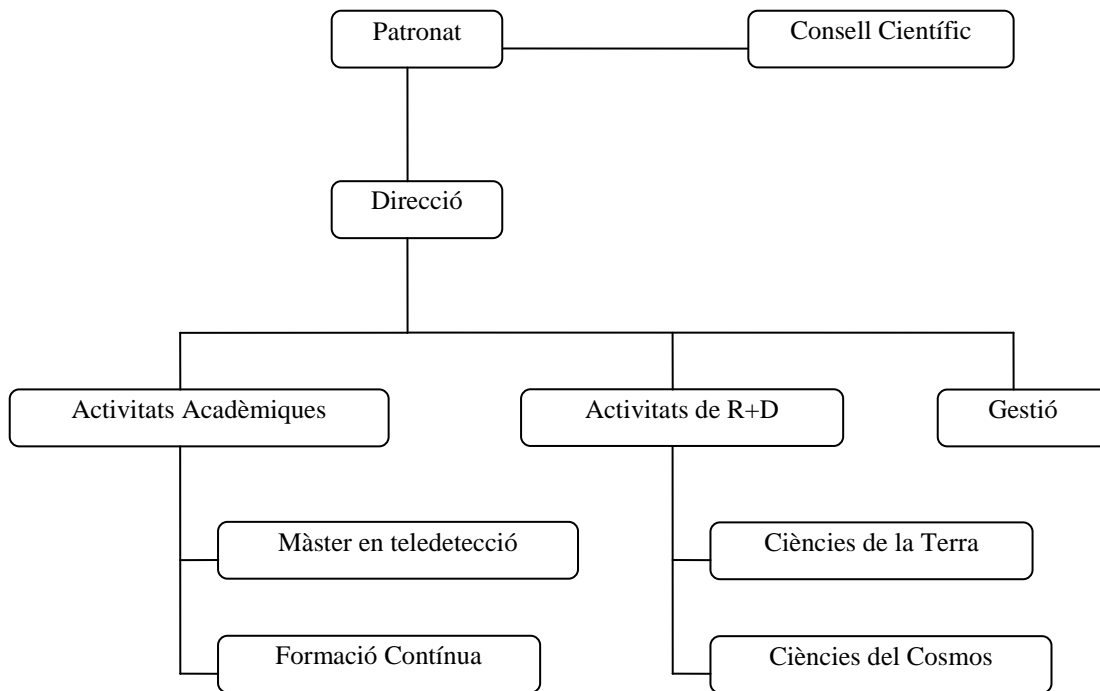 Patronat
Consell Científic
Direcció
Activitats Acadèmiques
Activitats de R+D
Gestió
Màster en teledetecció
Ciències de la Terra
Formació Contínua
Ciències del Cosmos